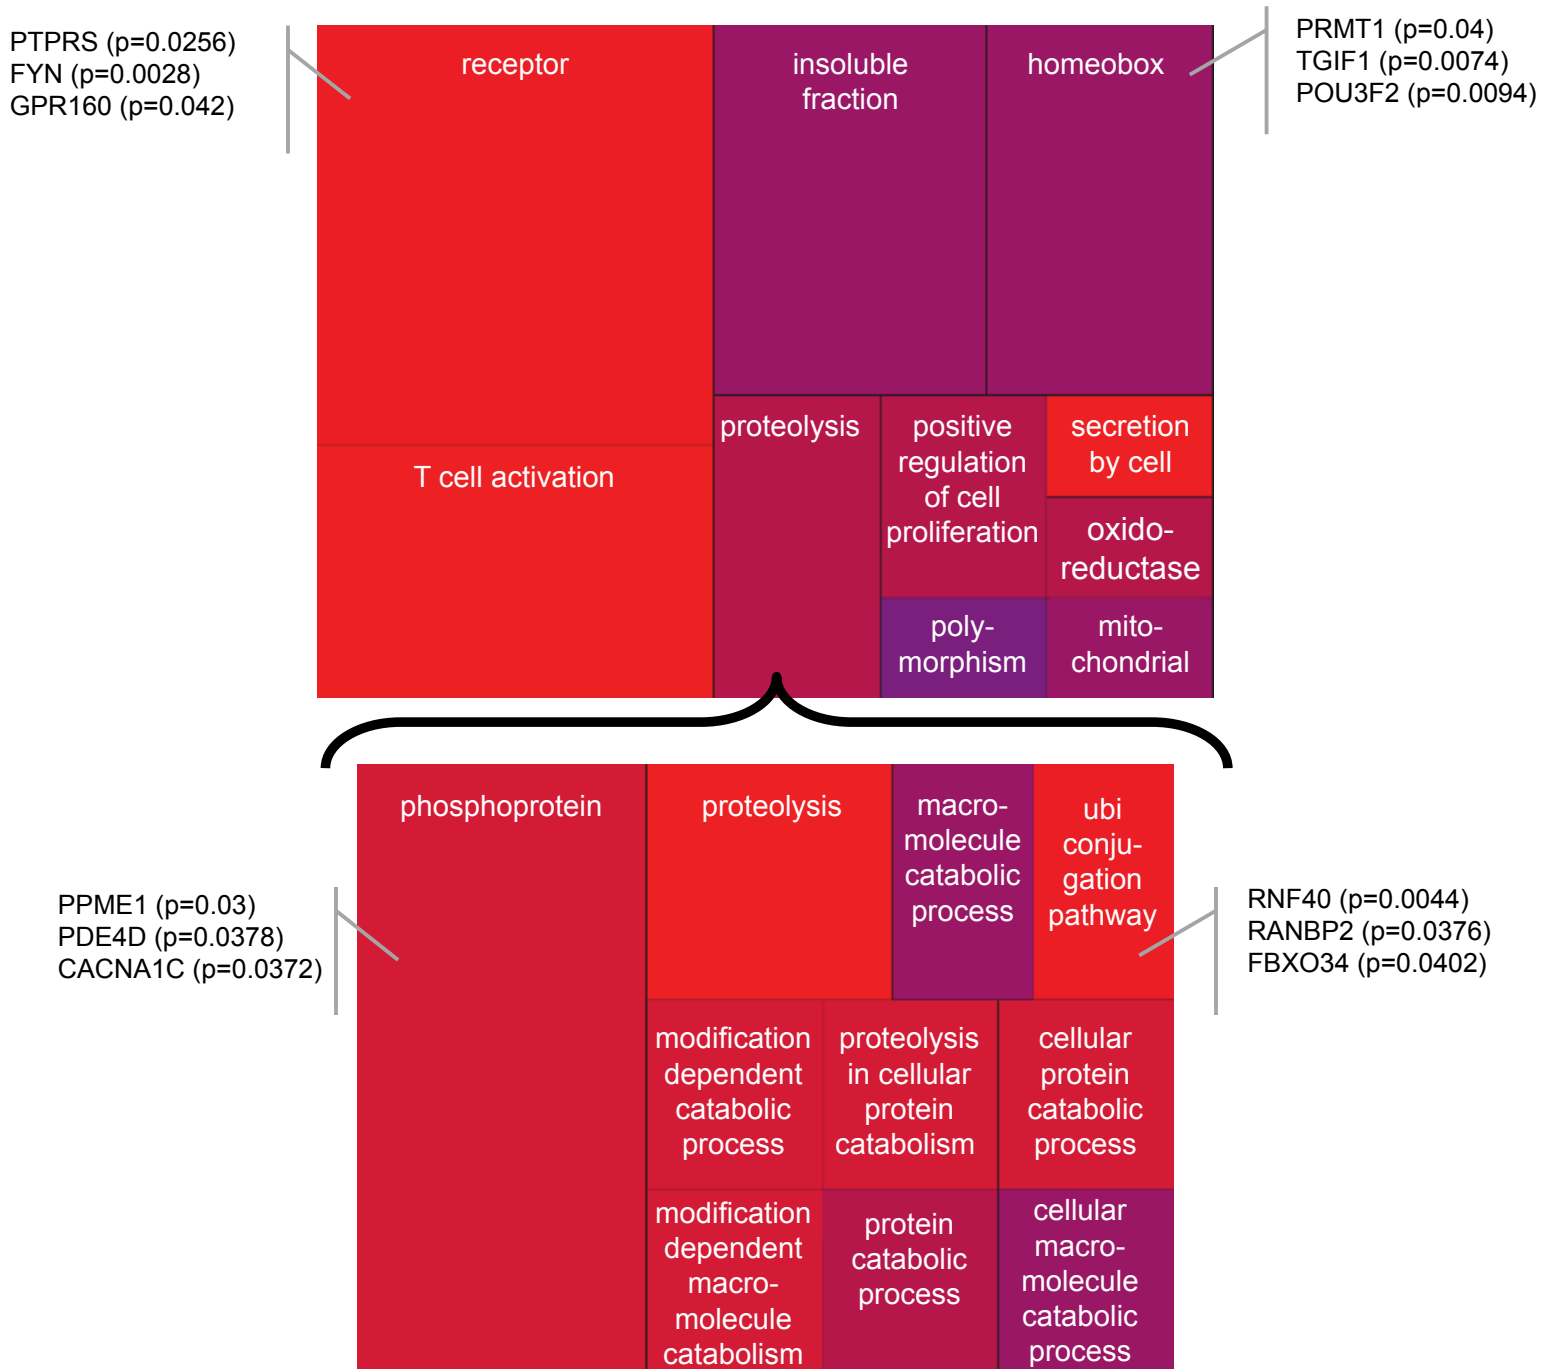 PTPRS (p=0.0256)
FYN (p=0.0028)
GPR160 (p=0.042)
receptor
insoluble
fraction
homeobox
PRMT1 (p=0.04)
TGIF1 (p=0.0074)
POU3F2 (p=0.0094)
T cell activation
proteolysis
positive
regulation
of cell
proliferation
secretion
by cell
oxido-
reductase
poly-
morphism
mito-
chondrial
phosphoprotein
proteolysis
macro-
molecule
catabolic
process
ubi
conju-
gation
pathway
PPME1 (p=0.03)
PDE4D (p=0.0378)
CACNA1C (p=0.0372)
RNF40 (p=0.0044)
RANBP2 (p=0.0376)
FBXO34 (p=0.0402)
modification
dependent
catabolic
process
proteolysis
in cellular
protein
catabolism
cellular
protein
catabolic
process
modification
dependent
macro-
molecule
catabolism
protein
catabolic
process
cellular
macro-
molecule
catabolic
process